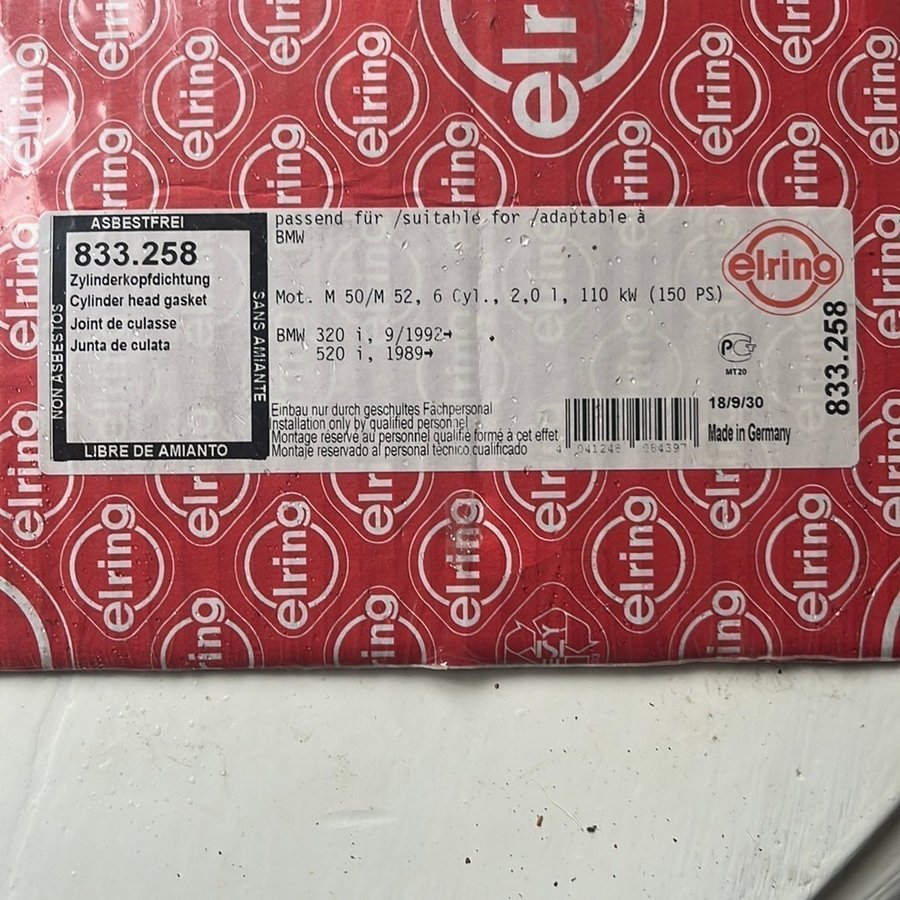 elring
ASBESTFREI
833.258
Zylinderkopfdichtung
Cylinder head gasket
Joint de culasse
Junta de culata
NON ASBESTOS
SANS AMIANTE
LIBRE DE AMIANTO
passend für /suitable for /adaptable à
BMW
Mot. M 50/M 52, 6 Cyl., 2,0 l, 110 kW (150 PS)
BMW 320 i, 9/1992→
520 i, 1989→
Einbau nur durch geschultes Fachpersonal
Installation only by qualified personnel
Montage réservé au personnel qualifié formé à cet effet
Montaje reservado al personal técnico cualificado
4 041248 064397
elring
MT20
18/9/30
Made in Germany
833.258